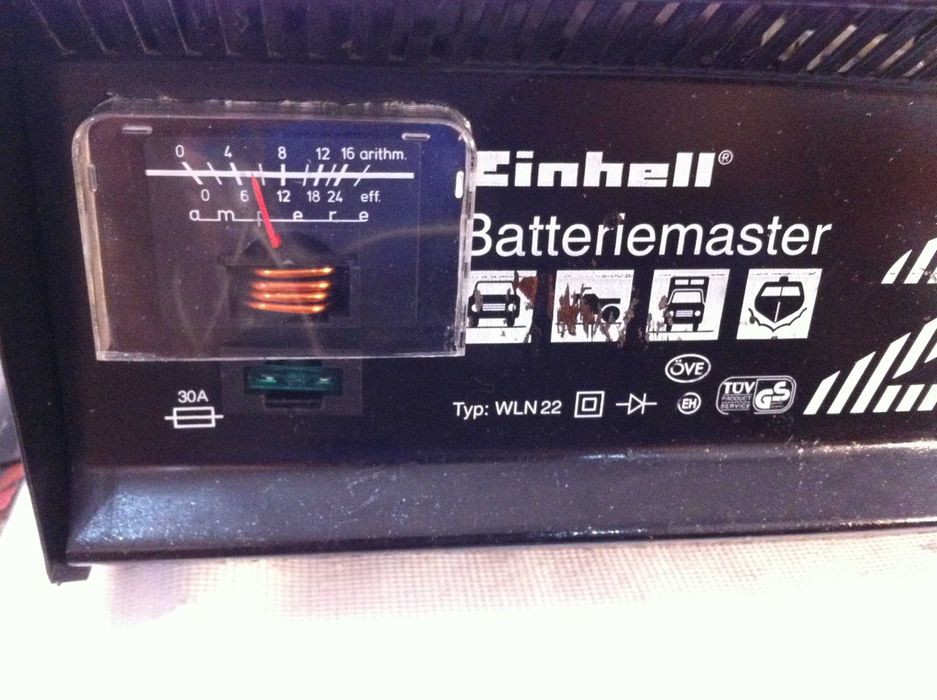 0 4 8 12 16 arithm.
0 6 12 18 24 eff.
ampere
30A
Einhell®
Batteriemaster
ÖVE
Typ: WLN 22
EH
TÜV
PRODUCT
SERVICE
GS